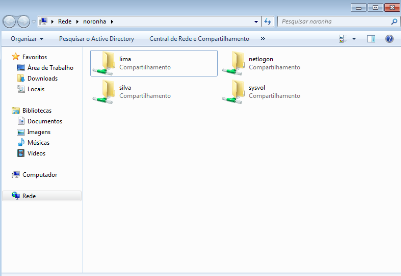 Rede
noronha
Pesquisar noronha
Organizar
Pesquisar o Active Directory
Central de Rede e Compartilhamento
»
Favoritos
Área de Trabalho
Downloads
Locais
Bibliotecas
Documentos
Imagens
Músicas
Vídeos
Computador
Rede
lima
Compartilhamento
netlogon
Compartilhamento
silva
Compartilhamento
sysvol
Compartilhamento